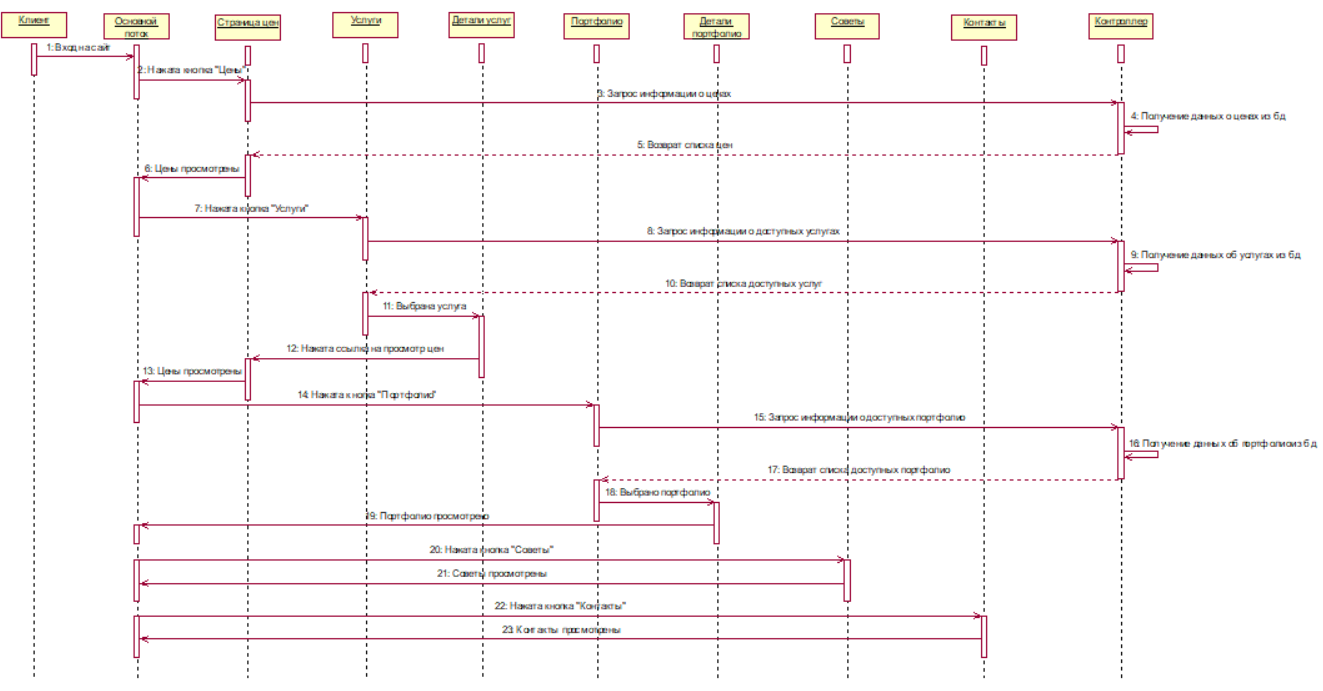 Клиент
Основной
поток
Страница цен
Услуги
Детали услуг
Портфолио
Детали
портфолио
Советы
Контакты
Контроллер
1: Вход на сайт
2: Нажата кнопка "Цены"
3: Запрос информации о ценах
4: Получение данных о ценах из бд
5: Возврат списка цен
6: Цены просмотрены
7: Нажата кнопка "Услуги"
8: Запрос информации о доступных услугах
9: Получение данных об услугах из бд
10: Возврат списка доступных услуг
11: Выбрана услуга
12: Нажата ссылка на просмотр цен
13: Цены просмотрены
14: Нажата кнопка "Портфолио"
15: Запрос информации о доступных портфолио
16: Получение данных об портфолио из бд
17: Возврат списка доступных портфолио
18: Выбрано портфолио
19: Портфолио просмотрено
20: Нажата кнопка "Советы"
21: Советы просмотрены
22: Нажата кнопка "Контакты"
23: Контакты просмотрены